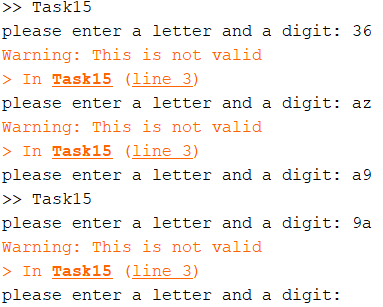 >> Task15
please enter a letter and a digit: 36
Warning: This is not valid
> In Task15 (line 3)
please enter a letter and a digit: az
Warning: This is not valid
> In Task15 (line 3)
please enter a letter and a digit: a9
>> Task15
please enter a letter and a digit: 9a
Warning: This is not valid
> In Task15 (line 3)
please enter a letter and a digit: